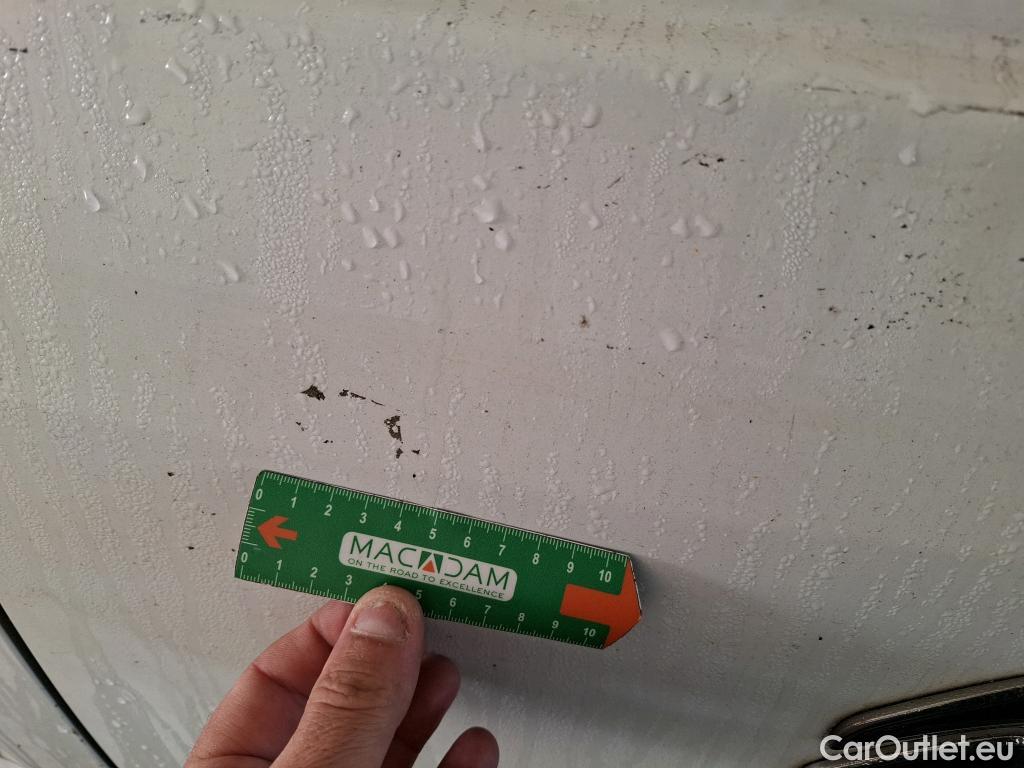 0 1 2 3 4 5 6 7 8 9 10
MACADAM
ON THE ROAD TO EXCELLENCE
0 1 2 3 5 6 7 8 9 10
CarOutlet.eu